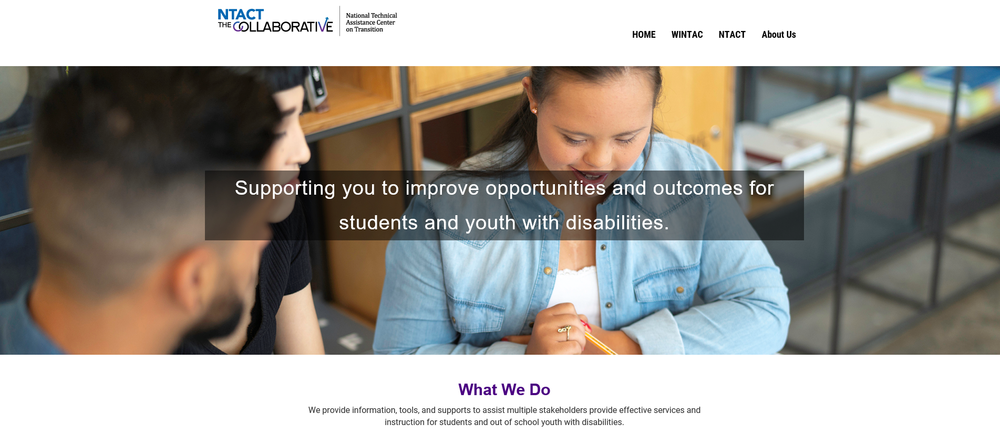 NTACT
THE COLLABORATIVE
National Technical
Assistance Center
on Transition
HOME WINTAC NTACT About Us
Supporting you to improve opportunities and outcomes for
students and youth with disabilities.
What We Do
We provide information, tools, and supports to assist multiple stakeholders provide effective services and
instruction for students and out of school youth with disabilities.